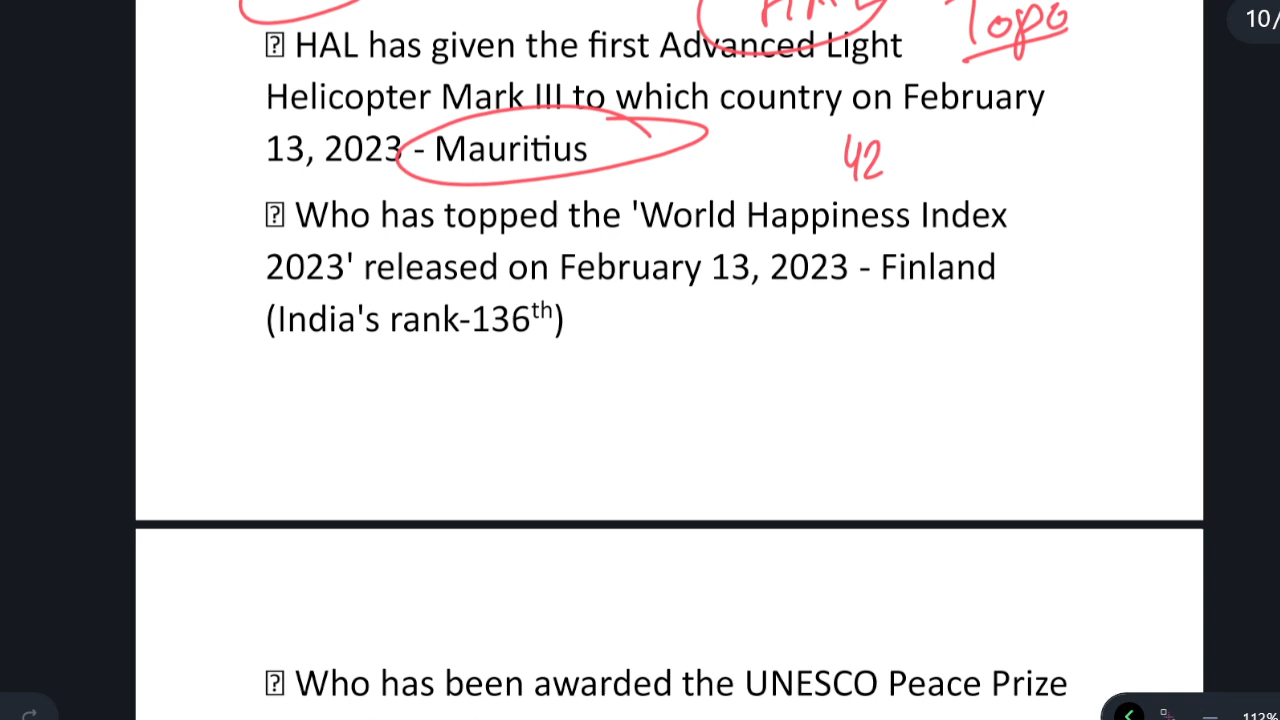 Topo
10/
HAL has given the first Advanced Light
Helicopter Mark III to which country on February
13, 2023 - Mauritius
42
Who has topped the 'World Happiness Index
2023' released on February 13, 2023 - Finland
(India's rank-136th)
Who has been awarded the UNESCO Peace Prize
112%